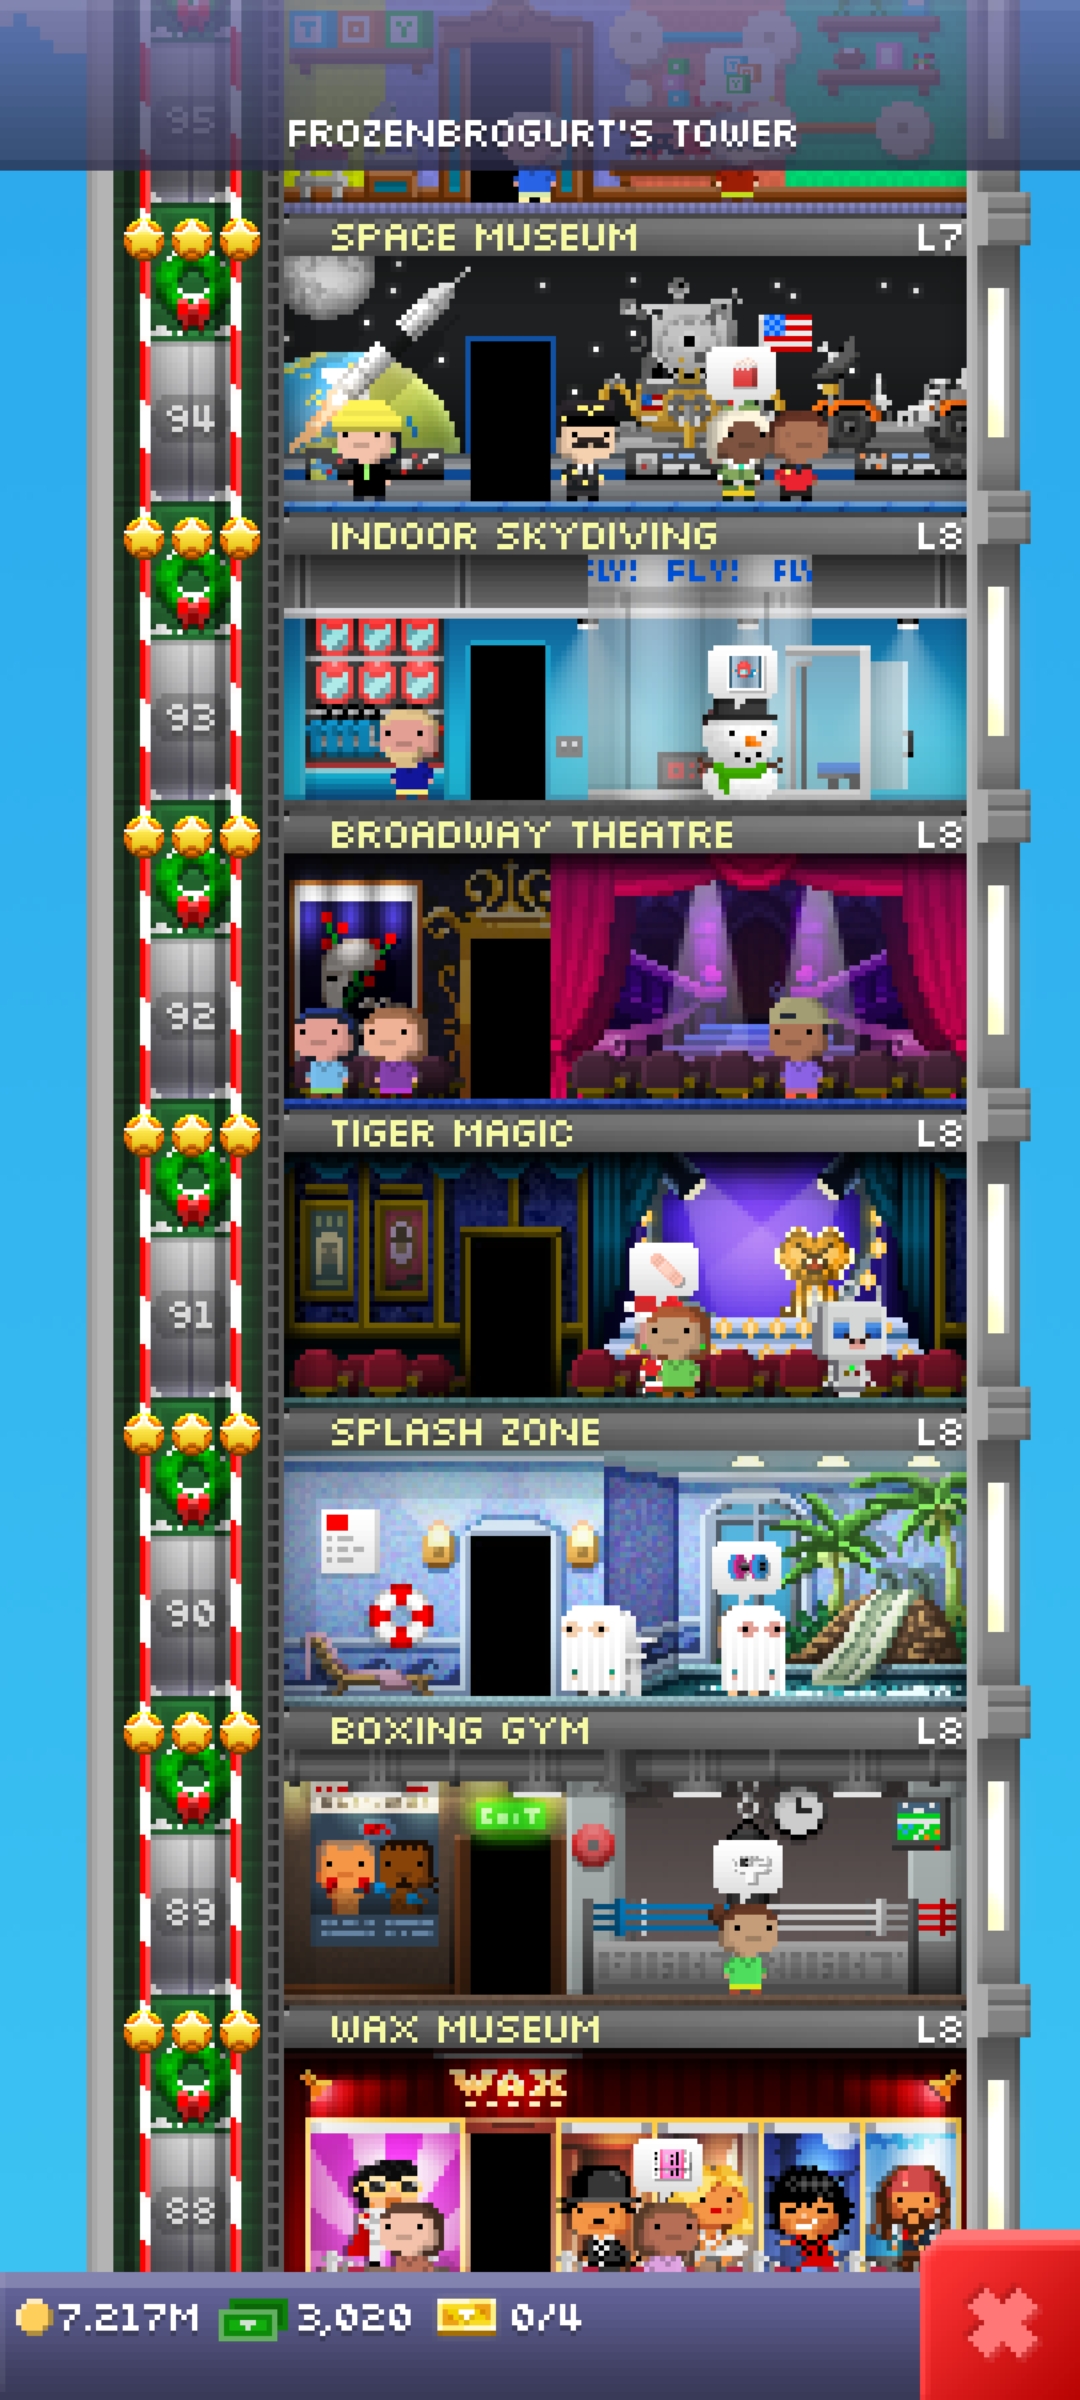 TOY
95
FROZENBROGURT'S TOWER
SPACE MUSEUM L7
94
INDOOR SKYDIVING L8
FLY! FLY! FLY
93
BROADWAY THEATRE L8
92
TIGER MAGIC L8
91
SPLASH ZONE L8
90
BOXING GYM L8
EXIT
89
WAX MUSEUM L8
WAX
88
7.217M 3,020 0/4